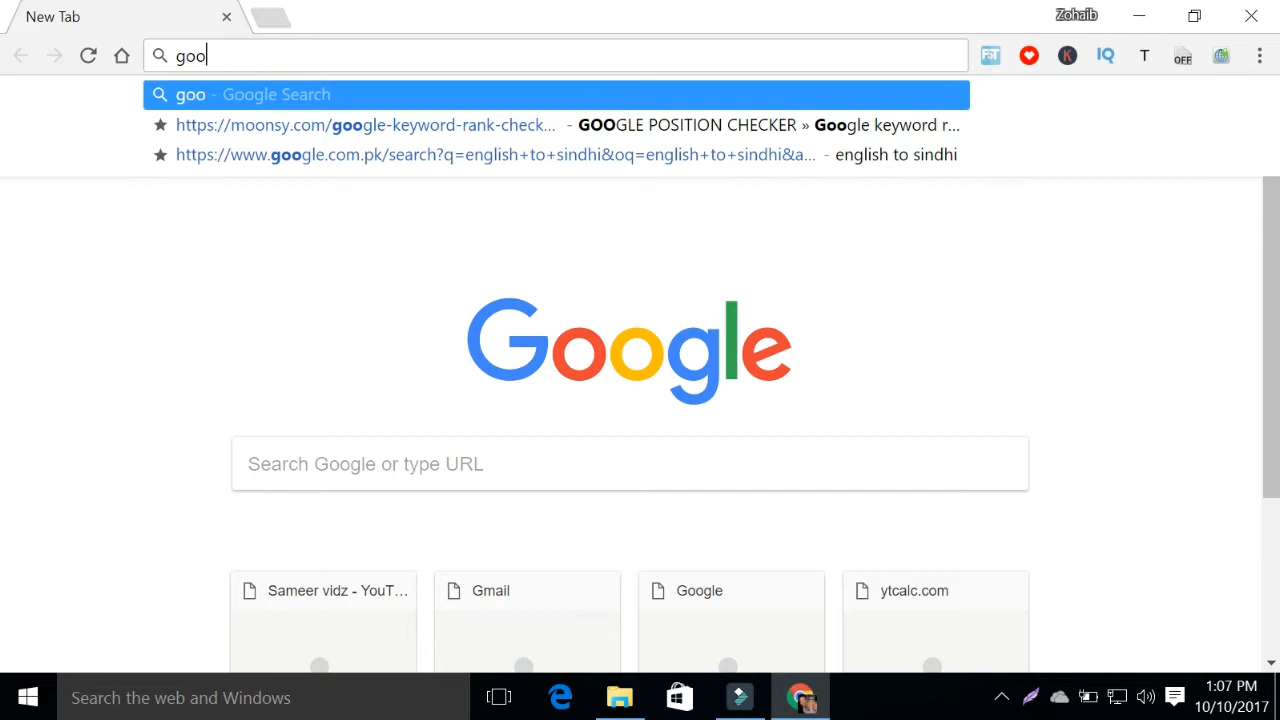 New Tab
Zohaib
goo
IQ
T
OFF
goo - Google Search
https://moonsy.com/google-keyword-rank-check... - GOOGLE POSITION CHECKER » Google keyword r...
https://www.google.com.pk/search?q=english+to+sindhi&oq=english+to+sindhi&a... - english to sindhi
Google
Search Google or type URL
Sameer vidz - YouT...
Gmail
Google
ytcalc.com
Search the web and Windows
1:07 PM
10/10/2017